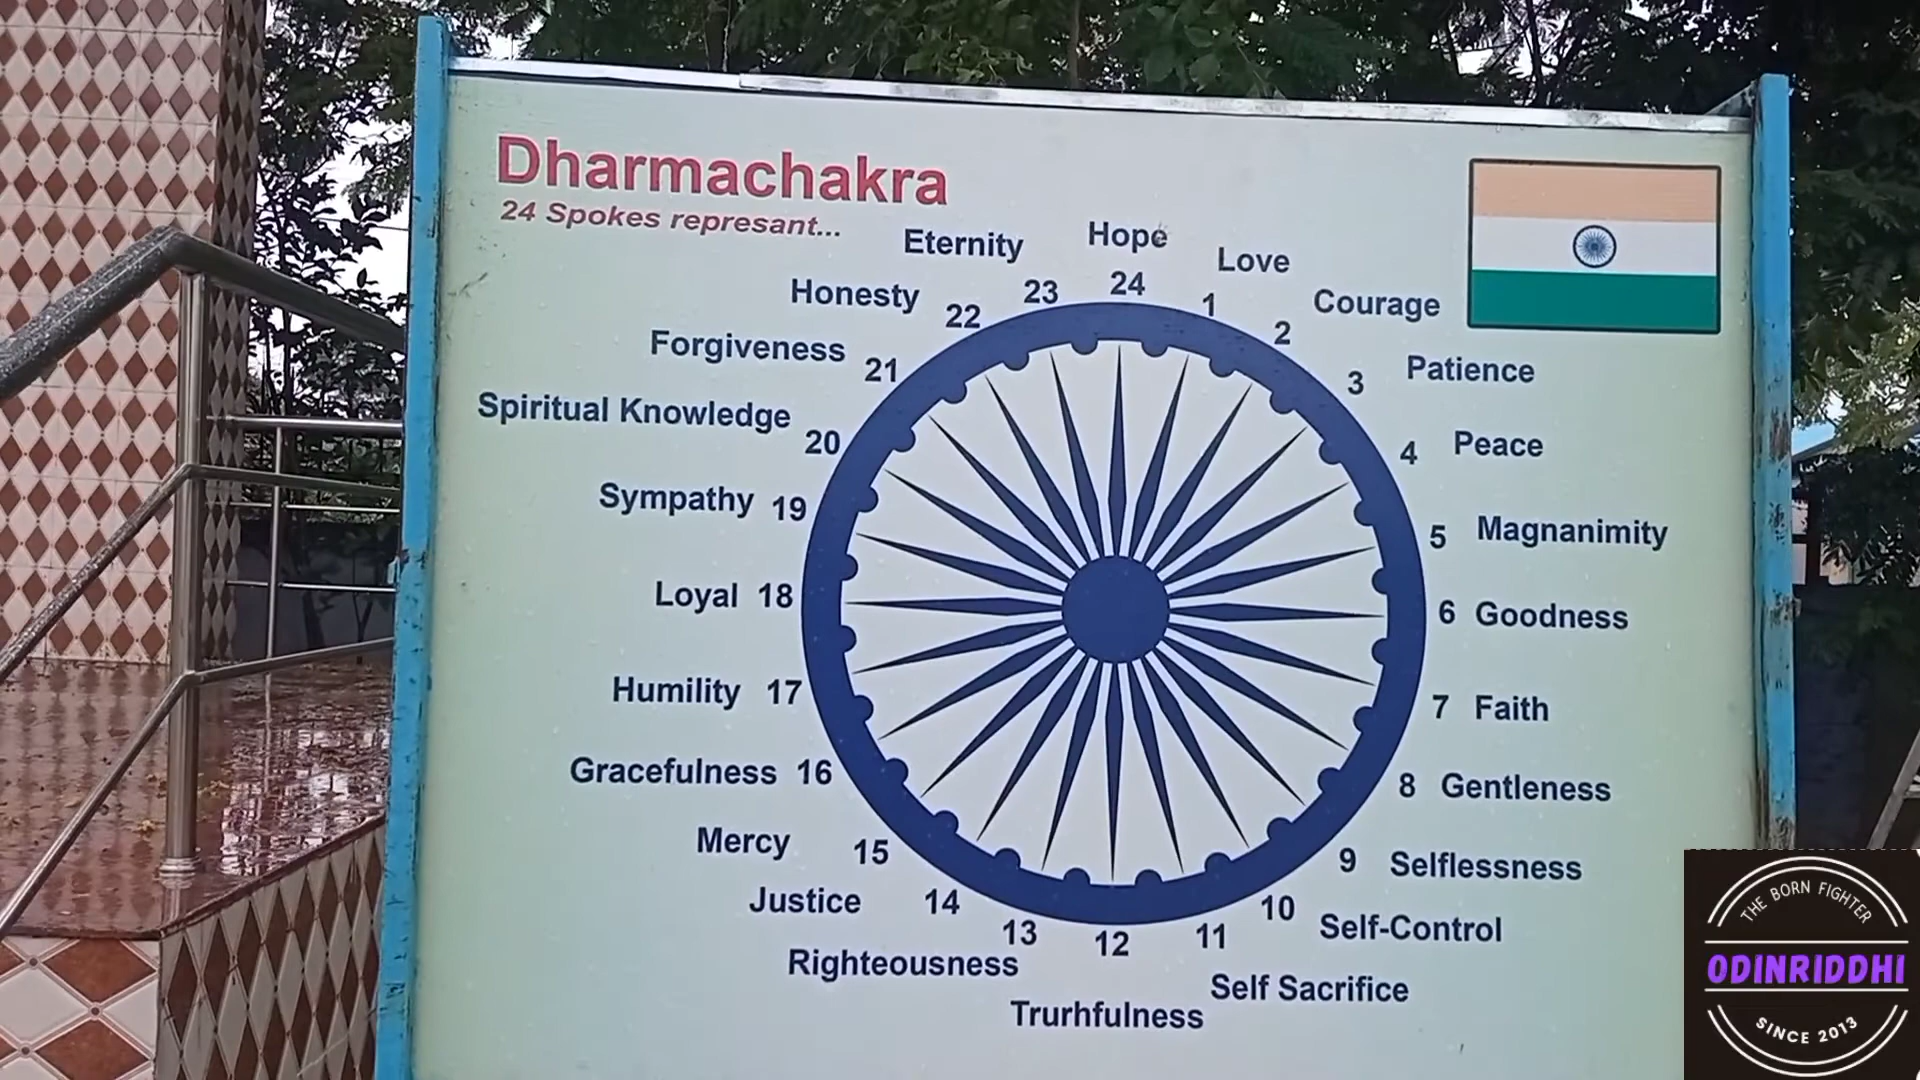 Dharmachakra
24 Spokes represant...
Hope
24
Love
1
Courage
2
Patience
3
Peace
4
Magnanimity
5
6 Goodness
7 Faith
8 Gentleness
9 Selflessness
10 Self-Control
11 Self Sacrifice
12 Trurhfulness
13 Righteousness
Justice 14
Mercy 15
Gracefulness 16
Humility 17
Loyal 18
Sympathy 19
Spiritual Knowledge 20
Forgiveness 21
Honesty 22
Eternity 23
THE BORN FIGHTER
ODINRIDDHI
SINCE 2013